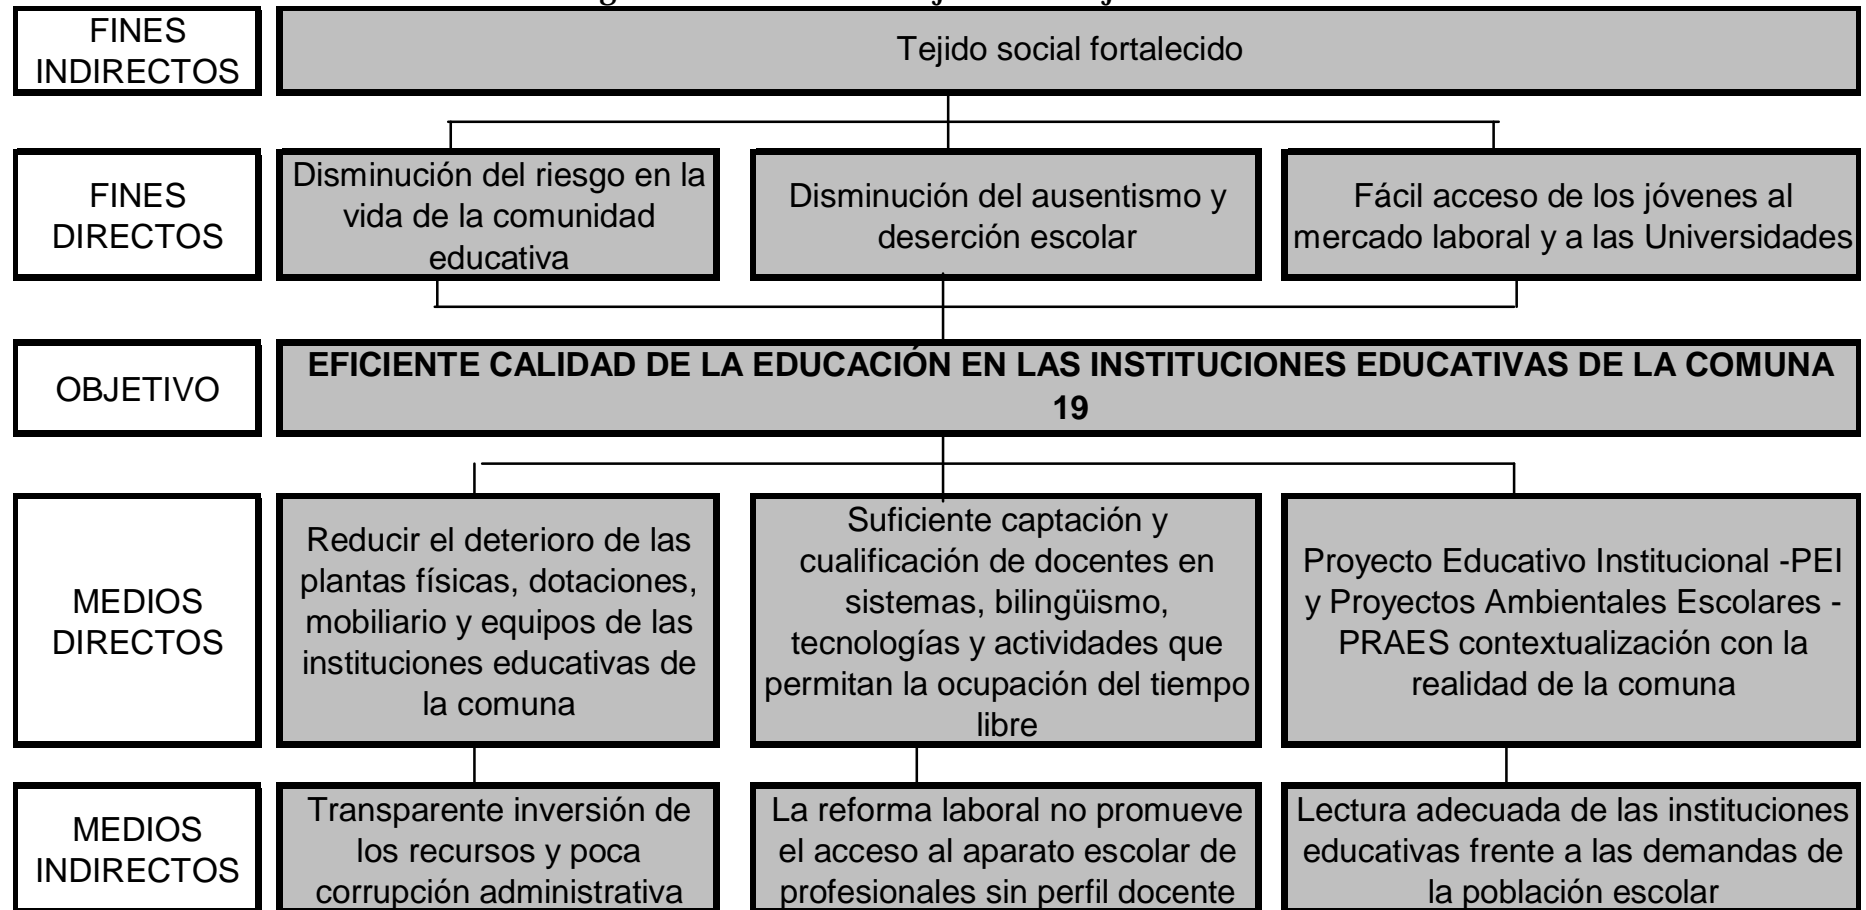 FINES
INDIRECTOS
Tejido social fortalecido
FINES
DIRECTOS
Disminución del riesgo en la
vida de la comunidad
educativa
Disminución del ausentismo y
deserción escolar
Fácil acceso de los jóvenes al
mercado laboral y a las Universidades
OBJETIVO
EFICIENTE CALIDAD DE LA EDUCACIÓN EN LAS INSTITUCIONES EDUCATIVAS DE LA COMUNA
19
MEDIOS
DIRECTOS
Reducir el deterioro de las
plantas físicas, dotaciones,
mobiliario y equipos de las
instituciones educativas de
la comuna
Suficiente captación y
cualificación de docentes en
sistemas, bilingüismo,
tecnologías y actividades que
permitan la ocupación del tiempo
libre
Proyecto Educativo Institucional -PEI
y Proyectos Ambientales Escolares -
PRAES contextualización con la
realidad de la comuna
MEDIOS
INDIRECTOS
Transparente inversión de
los recursos y poca
corrupción administrativa
La reforma laboral no promueve
el acceso al aparato escolar de
profesionales sin perfil docente
Lectura adecuada de las instituciones
educativas frente a las demandas de
la población escolar